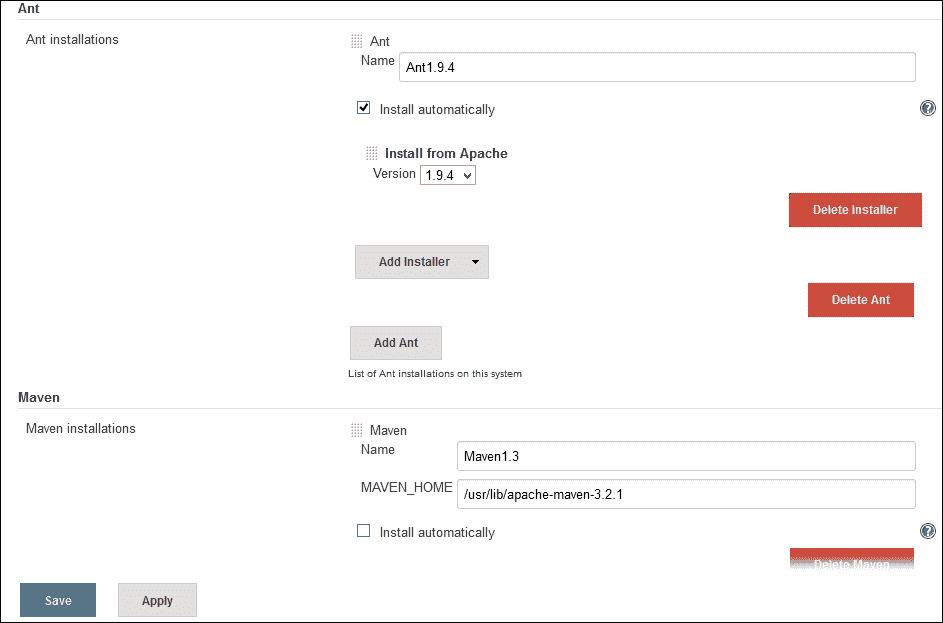 Ant
Ant installations
Ant
Name
Ant1.9.4
Install automatically
?
Install from Apache
Version
1.9.4
Delete Installer
Add Installer
Delete Ant
Add Ant
List of Ant installations on this system
Maven
Maven installations
Maven
Name
Maven1.3
MAVEN_HOME
/usr/lib/apache-maven-3.2.1
Install automatically
?
Delete Maven
Save
Apply